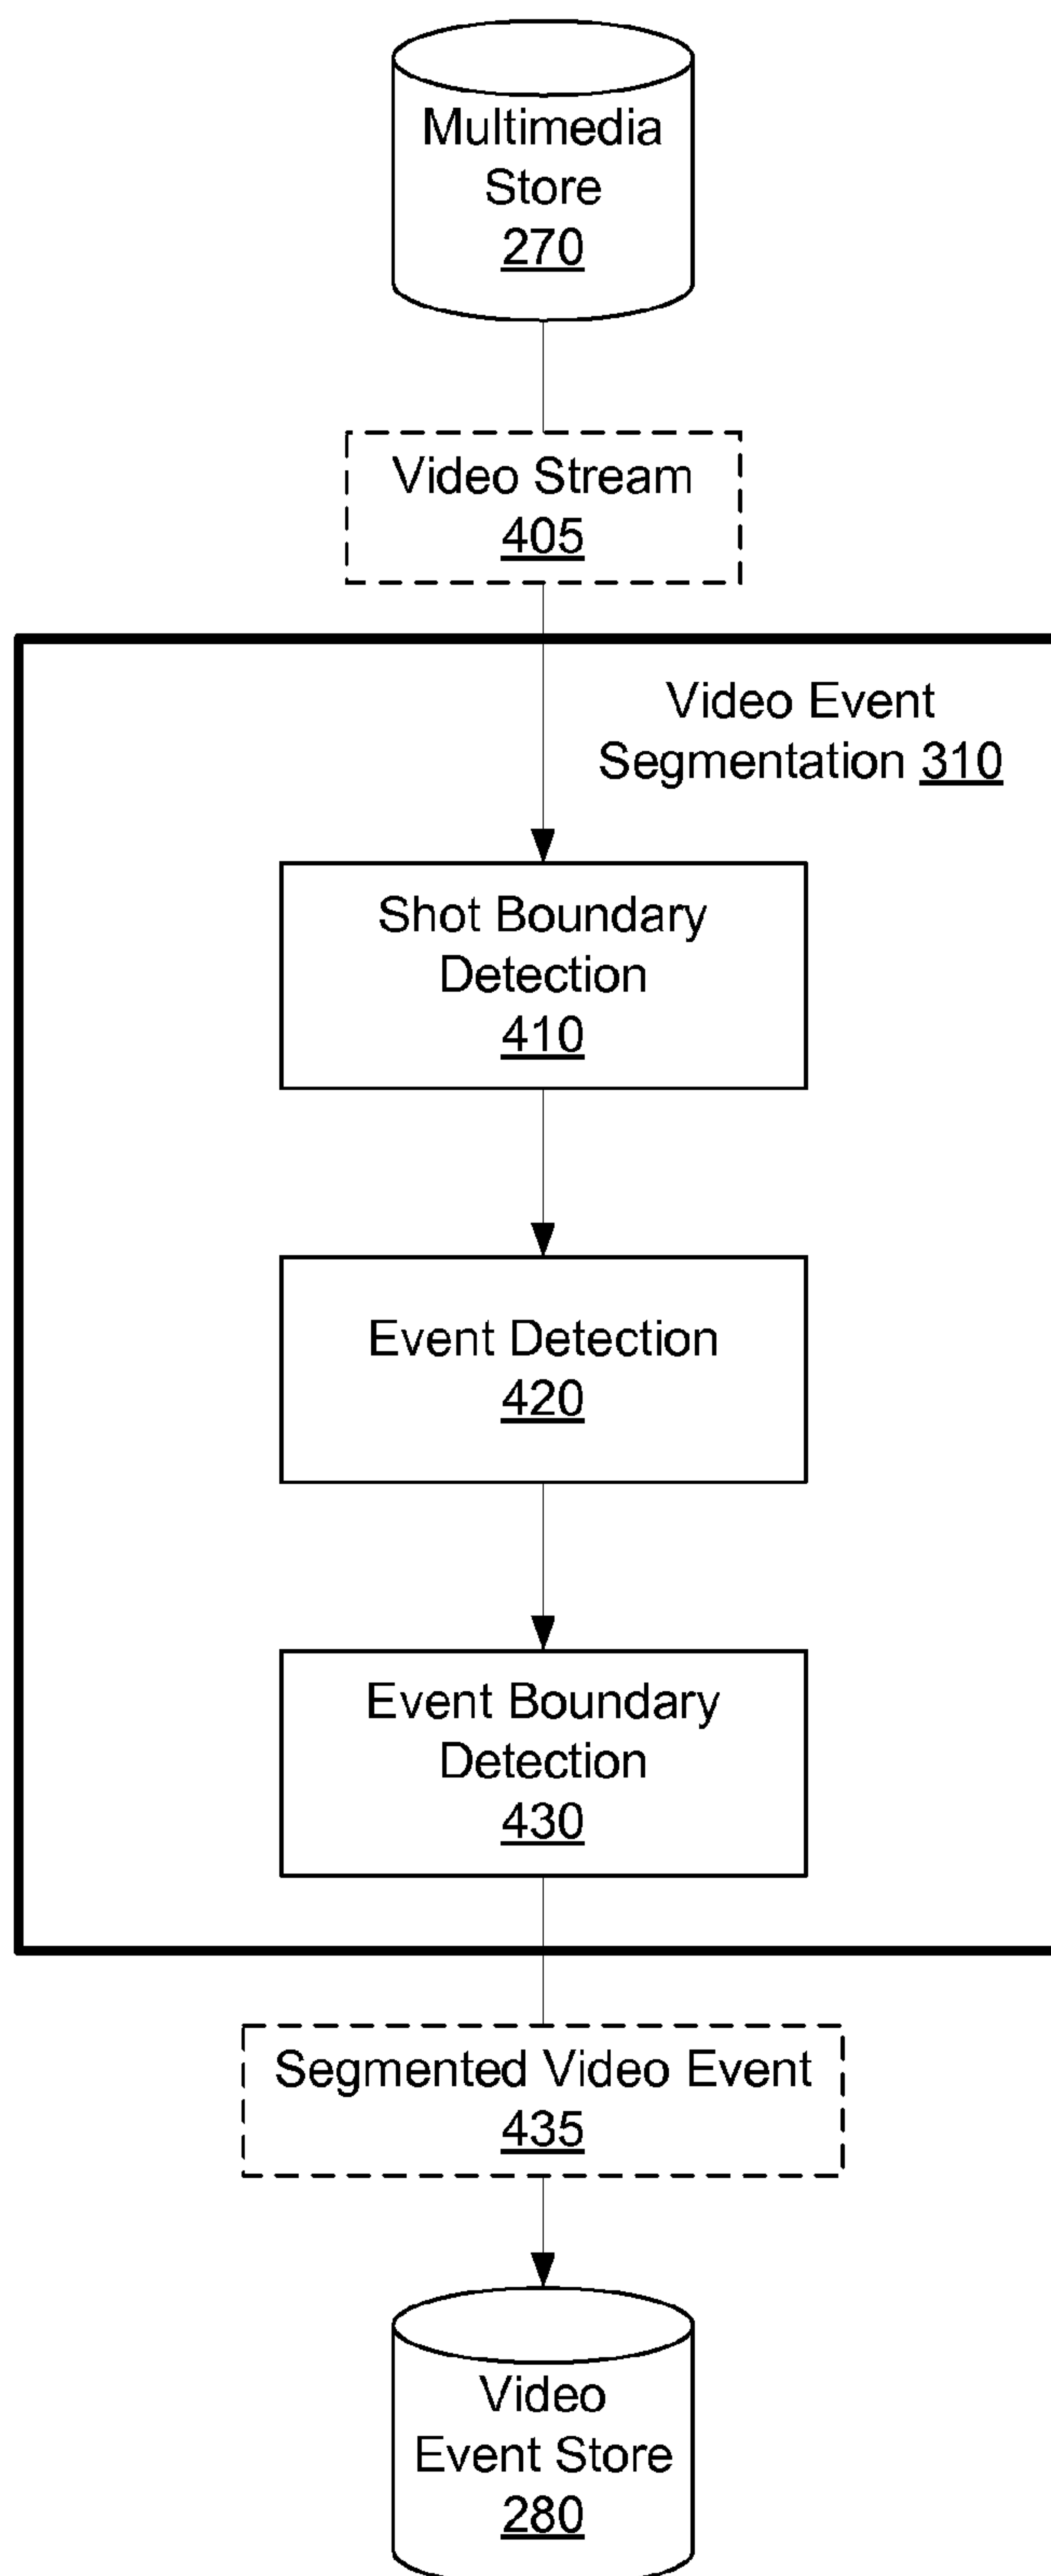 Multimedia
Store
270
Video Stream
405
Video Event
Segmentation 310
Shot Boundary
Detection
410
Event Detection
420
Event Boundary
Detection
430
Segmented Video Event
435
Video
Event Store
280